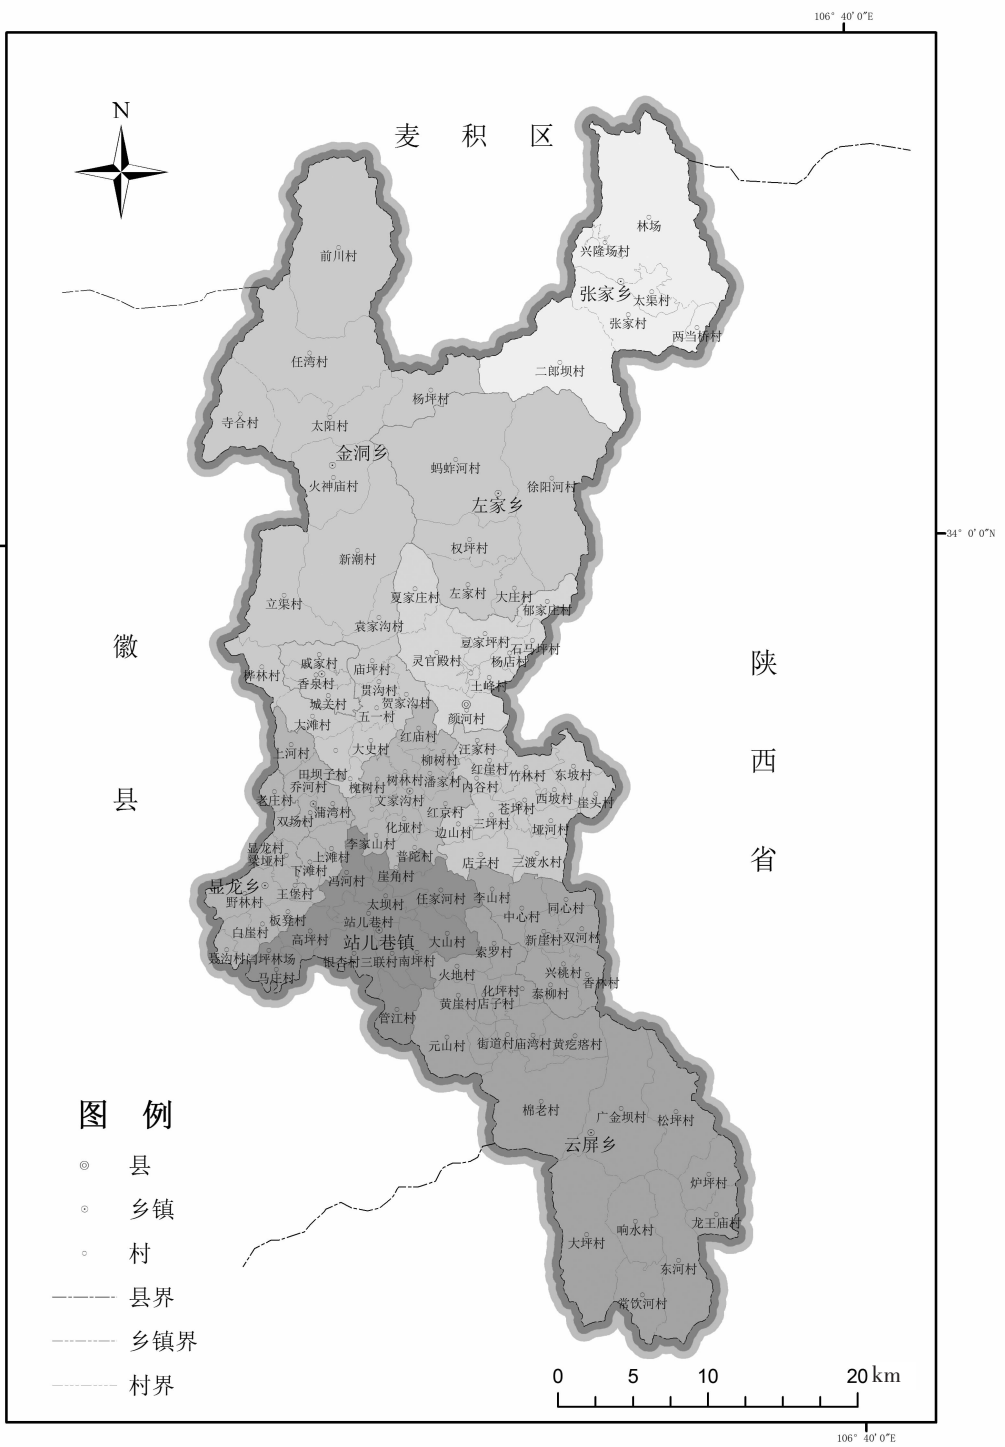 106° 40′ 0″E
N
麦 积 区
林场
兴隆场村
前川村
张家乡
太渠村
张家村
两当桥村
任湾村
二郎坝村
杨坪村
寺合村
太阳村
金洞乡
蚂蚱河村
火神庙村
徐阳河村
左家乡
34° 0′ 0″N
权坪村
新潮村
左家村
夏家庄村
大庄村
立渠村
郁家庄村
袁家沟村
徽
夏家坪村
石马坪村
戚家村
灵官殿村
杨店村
陕
庙坪村
桦林村
香泉村
土峰村
贯沟村
城关村
贺家沟村
五一村
颜河村
大滩村
红庙村
上河村
大史村
汪家村
柳树村
西
红崖村
田坝子村
竹林村
东坡村
树林村
潘家村
乔河村
槐树村
内谷村
县
老庄村
文家沟村
西坡村
崖头村
蒲湾村
红京村
苍坪村
双场村
三坪村
化垭村
边山村
垭河村
李家山村
显龙村
上滩村
普陀村
省
梁垭村
店子村
三渡水村
下滩村
冯河村
崖角村
显龙乡
王堡村
任家河村
李山村
野林村
太坝村
同心村
中心村
板凳村
站儿巷村
白崖村
高坪村
站儿巷镇
大山村
新崖村
双河村
索罗村
聂沟村
闫坪林场
银杏村
三联村
南坪村
马庄村
火地村
兴桃村
香林村
化坪村
泰柳村
黄崖村
店子村
管江村
元山村
街道村
庙湾村
黄疙瘩村
棉老村
广金坝村
松坪村
图 例
云屏乡
县
炉坪村
乡镇
龙王庙村
响水村
大坪村
村
东河村
县界
常饮河村
乡镇界
0 5 10 20 km
村界
106° 40′ 0″E